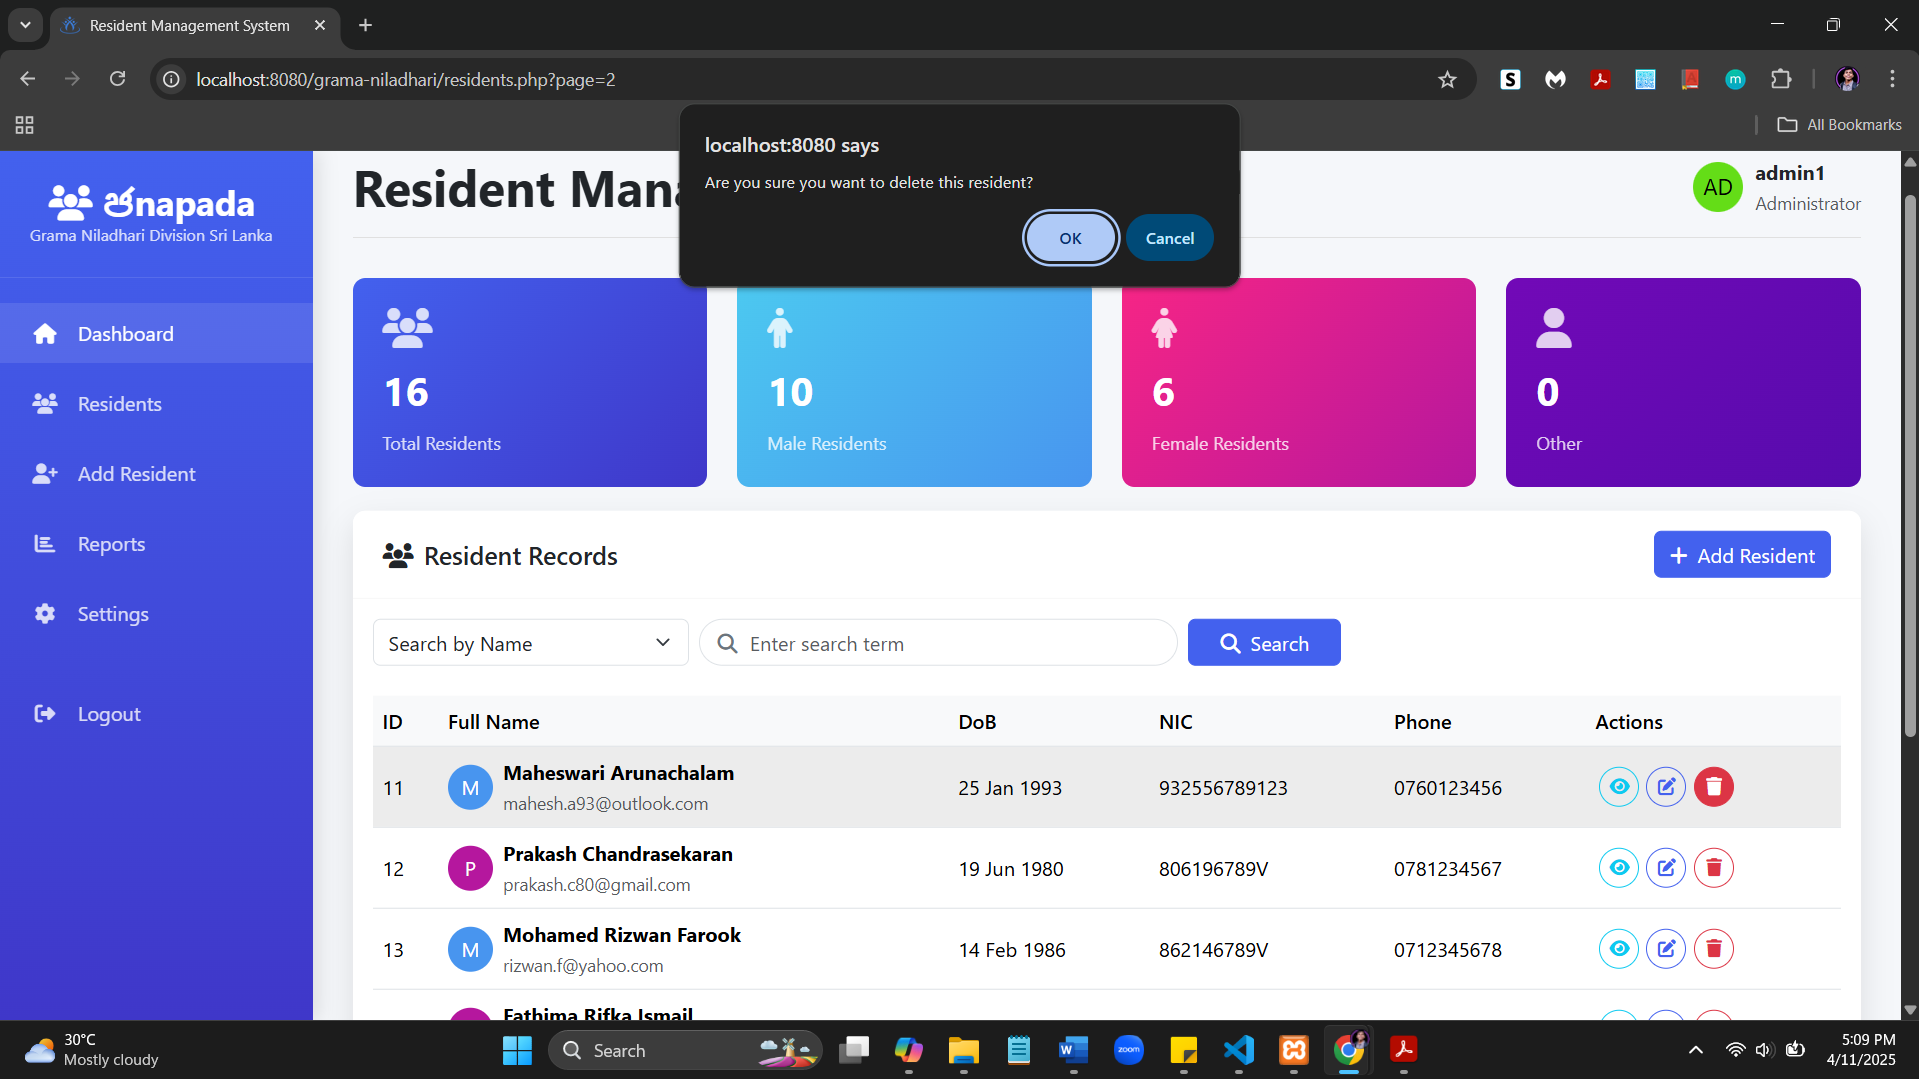 Resident Management System
localhost:8080/grama-niladhari/residents.php?page=2
All Bookmarks
localhost:8080 says
Are you sure you want to delete this resident?
OK
Cancel
ජnapada
Grama Niladhari Division Sri Lanka
Dashboard
Residents
Add Resident
Reports
Settings
Logout
Resident Man
AD
admin1
Administrator
16
Total Residents
10
Male Residents
6
Female Residents
0
Other
Resident Records
Add Resident
Search by Name
Enter search term
Search
ID Full Name DoB NIC Phone Actions
11 M Maheswari Arunachalam 25 Jan 1993 932556789123 0760123456
mahesh.a93@outlook.com
12 P Prakash Chandrasekaran 19 Jun 1980 806196789V 0781234567
prakash.c80@gmail.com
13 M Mohamed Rizwan Farook 14 Feb 1986 862146789V 0712345678
rizwan.f@yahoo.com
Fathima Rifka Ismail
30°C
Mostly cloudy
Search
zoom
5:09 PM
4/11/2025